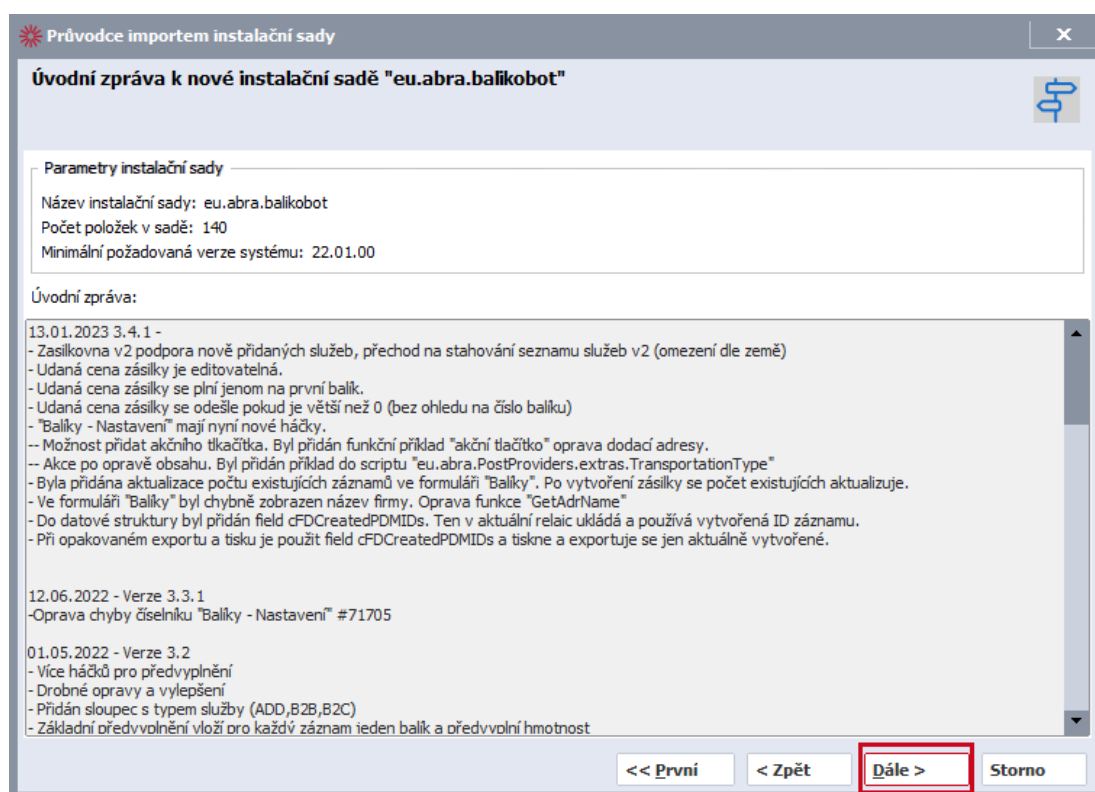 Průvodce importem instalační sady
x
Úvodní zpráva k nové instalační sadě "eu.abra.balikobot"
Parametry instalační sady
Název instalační sady: eu.abra.balikobot
Počet položek v sadě: 140
Minimální požadovaná verze systému: 22.01.00
Úvodní zpráva:
13.01.2023 3.4.1 -
- Zasilkovna v2 podpora nově přidaných služeb, přechod na stahování seznamu služeb v2 (omezení dle země)
- Udaná cena zásilky je editovatelná.
- Udaná cena zásilky se plní jenom na první balík.
- Udaná cena zásilky se odešle pokud je větší než 0 (bez ohledu na číslo balíku)
- "Balíky - Nastavení" mají nyní nové háčky.
-- Možnost přidat akčního tlkačítka. Byl přidán funkční příklad "akční tlačítko" oprava dodací adresy.
-- Akce po opravě obsahu. Byl přidán příklad do scriptu "eu.abra.PostProviders.extras.TransportationType"
- Byla přidána aktualizace počtu existujících záznamů ve formuláři "Balíky". Po vytvoření zásilky se počet existujících aktualizuje.
- Ve formuláři "Balíky" byl chybně zobrazen název firmy. Oprava funkce "GetAdrName"
- Do datové struktury byl přidán field cFDCreatedPDMIDs. Ten v aktuální relaic ukládá a používá vytvořená ID záznamu.
- Při opakovaném exportu a tisku je použit field cFDCreatedPDMIDs a tiskne a exportuje se jen aktuálně vytvořené.
12.06.2022 - Verze 3.3.1
-Oprava chyby číselníku "Balíky - Nastavení" #71705
01.05.2022 - Verze 3.2
- Více háčků pro předvyplnění
- Drobné opravy a vylepšení
- Přidán sloupec s typem služby (ADD,B2B,B2C)
- Základní předvyplnění vloží pro každý záznam jeden balík a předvyplní hmotnost
<< První
< Zpět
Dále >
Storno